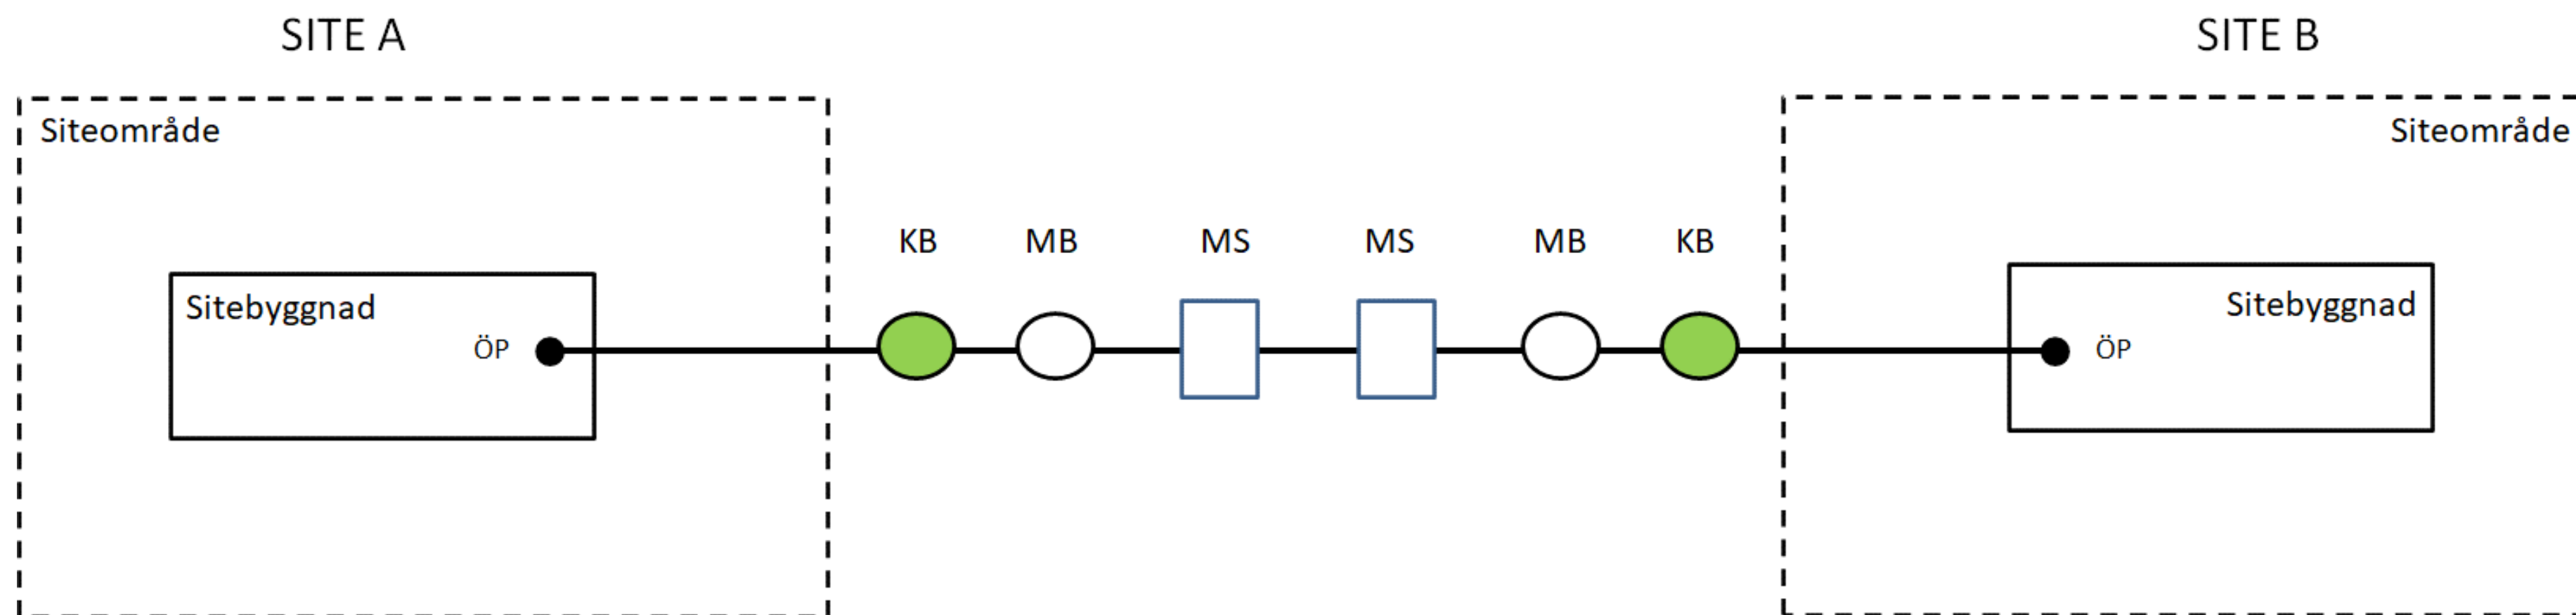 SITE A
SITE B
Siteområde
Siteområde
KB
MB
MS
MS
MB
KB
Sitebyggnad
Sitebyggnad
ÖP
ÖP